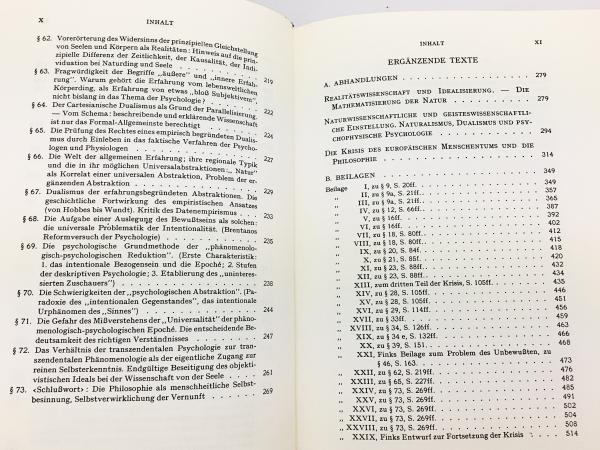 X INHALT
§ 62. Vorerörterung des Widersinns der prinzipiellen Gleichstellung
von Seelen und Körpern als Realitäten: Hinweis auf die prin-
zipielle Differenz der Zeitlichkeit, der Kausalität, der Indi-
viduation bei Naturding und Seele 219
§ 63. Fragwürdigkeit der Begriffe „äußere" und „innere Erfah-
rung". Warum gehört die Erfahrung vom lebensweltlichen
Körperding, als Erfahrung von etwas „bloß Subjektivem",
nicht bislang in das Thema der Psychologie?
§ 64. Der Cartesianische Dualismus als Grund der Parallelisierung.
— Vom Schema: beschreibende und erklärende Wissenschaft
ist nur das Formal-Allgemeinste berechtigt
§ 65. Die Prüfung des Rechtes eines empirisch begründeten Dualis-
mus durch Einleben in das faktische Verfahren der Psycho-
logen und Physiologen 227
§ 66. Die Welt der allgemeinen Erfahrung; ihre regionale Typik
und die in ihr möglichen Universalabstraktionen: „Natur"
als Korrelat einer universalen Abstraktion, Problem der er-
gänzenden Abstraktion
§ 67. Dualismus der erfahrungsbegründeten Abstraktionen. Die
geschichtliche Fortwirkung des empiristischen Ansatzes
(von Hobbes bis Wundt). Kritik des Datenempirismus 233
§ 68. Die Aufgabe einer Auslegung des Bewußtseins als solchen:
die universale Problematik der Intentionalität. (Brentanos
Reformversuch der Psychologie)
§ 69. Die psychologische Grundmethode der „phänomenolo-
gisch-psychologischen Reduktion". (Erste Charakteristik:
1. das intentionale Bezogensein und die Epoché; 2. Stufen
der deskriptiven Psychologie; 3. Etablierung des „uninteres-
sierten Zuschauers") 238
§ 70. Die Schwierigkeiten der psychologischen „Abstraktion". (Pa-
radoxie des „intentionalen Gegenstandes", das intentionale
Urphänomen des „Sinnes") 244
§ 71. Die Gefahr des Mißverstehens der „Universalität" der phäno-
menologisch-psychologischen Epoché. Die entscheidende Be-
deutsamkeit des richtigen Verständnisses 247
§ 72. Das Verhältnis der transzendentalen Psychologie zur trans-
zendentalen Phänomenologie als der eigentliche Zugang zur
reinen Selbsterkenntnis. Endgültige Beseitigung des objekti-
vistischen Ideals bei der Wissenschaft von der Seele 261
§ 73. <Schlußwort>: Die Philosophie als menschheitliche Selbst-
besinnung, Selbstverwirklichung der Vernunft 269
INHALT XI
ERGÄNZENDE TEXTE
A. ABHANDLUNGEN 279
REALITÄTSWISSENSCHAFT UND IDEALISIERUNG. — DIE
MATHEMATISIERUNG DER NATUR 279
NATURWISSENSCHAFTLICHE UND GEISTESWISSENSCHAFTLI-
CHE EINSTELLUNG. NATURALISMUS, DUALISMUS UND PSY-
CHOPHYSISCHE PSYCHOLOGIE 294
DIE KRISIS DES EUROPÄISCHEN MENSCHENTUMS UND DIE
PHILOSOPHIE 314
B. BEILAGEN 349
Beilage I, zu § 9, S. 20ff. 349
„ II, zu § 9a, S. 21ff. 357
„ III, zu § 9a, S. 21ff. 365
„ IV, zu § 12, S. 66ff. 387
„ V, zu § 16ff. 392
„ VI, zu § 16ff. 402
„ VII, zu § 18, S. 80ff. 412
„ VIII, zu § 18, S. 80ff. 415
„ IX, zu § 20, S. 84f. 418
„ X, zu § 21, S. 85f. 420
„ XI, zu § 23, S. 88ff. 432
„ XII, zu § 23, S. 88ff. 434
„ XIII, zum dritten Teil der Krisis, S. 105ff. 435
„ XIV, zu § 28, S. 105ff. 445
„ XV, zu § 28, S. 105ff. 446
„ XVI, zu § 29, S. 114ff. 451
„ XVII, zu § 33ff. 459
„ XVIII, zu § 34, S. 126ff. 463
„ XIX, zu § 34 e, S. 132ff. 466
„ XX, zu § 39, S. 151. 468
„ XXI, Finks Beilage zum Problem des Unbewußten, zu
§ 46, S. 163. 473
„ XXII, zu § 62, S. 219ff. 476
„ XXIII, zu § 65, S. 225ff. 482
„ XXIV, zu § 73, S. 269ff. 485
„ XXV, zu § 73, S. 269ff.
„ XXVI, zu § 73, S. 269ff. 502
„ XXVII, zu § 73, S. 269ff. 504
„ XXVIII, zu § 73, S. 269ff. 508
„ XXIX, Finks Entwurf zur Fortsetzung der Krisis 514